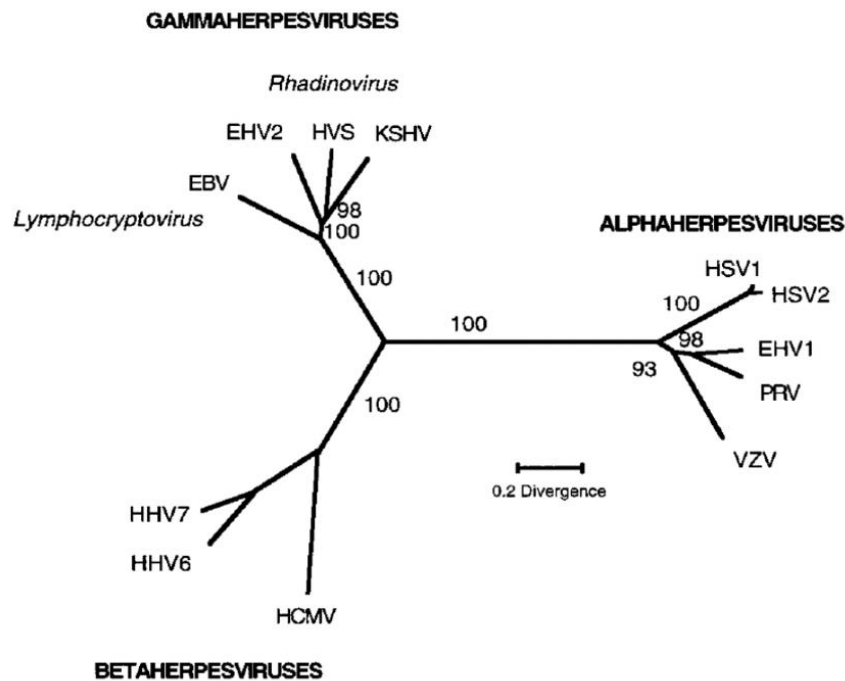 GAMMAHERPESVIRUSES
Rhadinovirus
EHV2 HVS KSHV
EBV
98
Lymphocryptovirus
100
ALPHAHERPESVIRUSES
HSV1
100
HSV2
100
100
98
EHV1
93
PRV
100
VZV
0.2 Divergence
HHV7
HHV6
HCMV
BETAHERPESVIRUSES